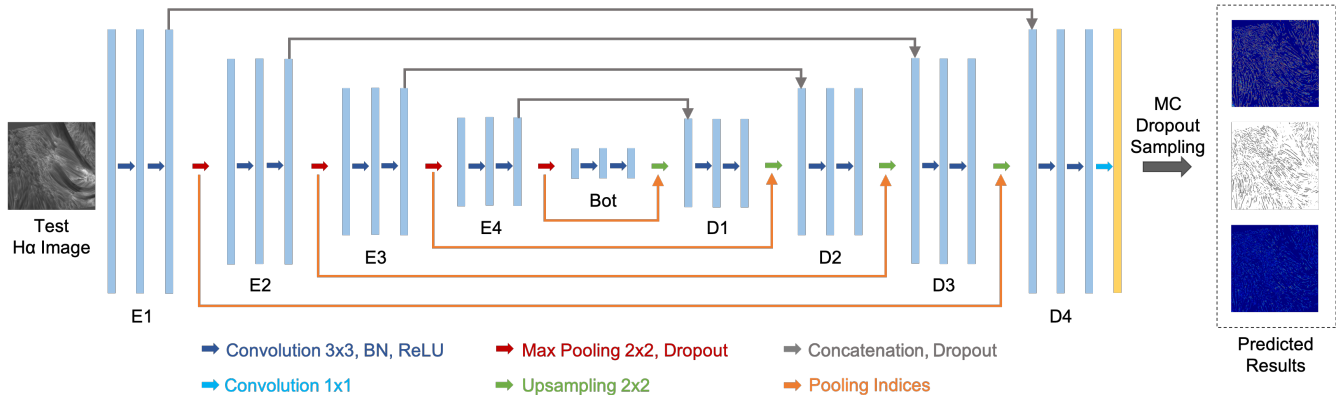 MC
Dropout
Sampling
Test
Hα Image
E1
E2
E3
E4
Bot
D1
D2
D3
D4
Predicted
Results
Convolution 3x3, BN, ReLU
Max Pooling 2x2, Dropout
Concatenation, Dropout
Convolution 1x1
Upsampling 2x2
Pooling Indices